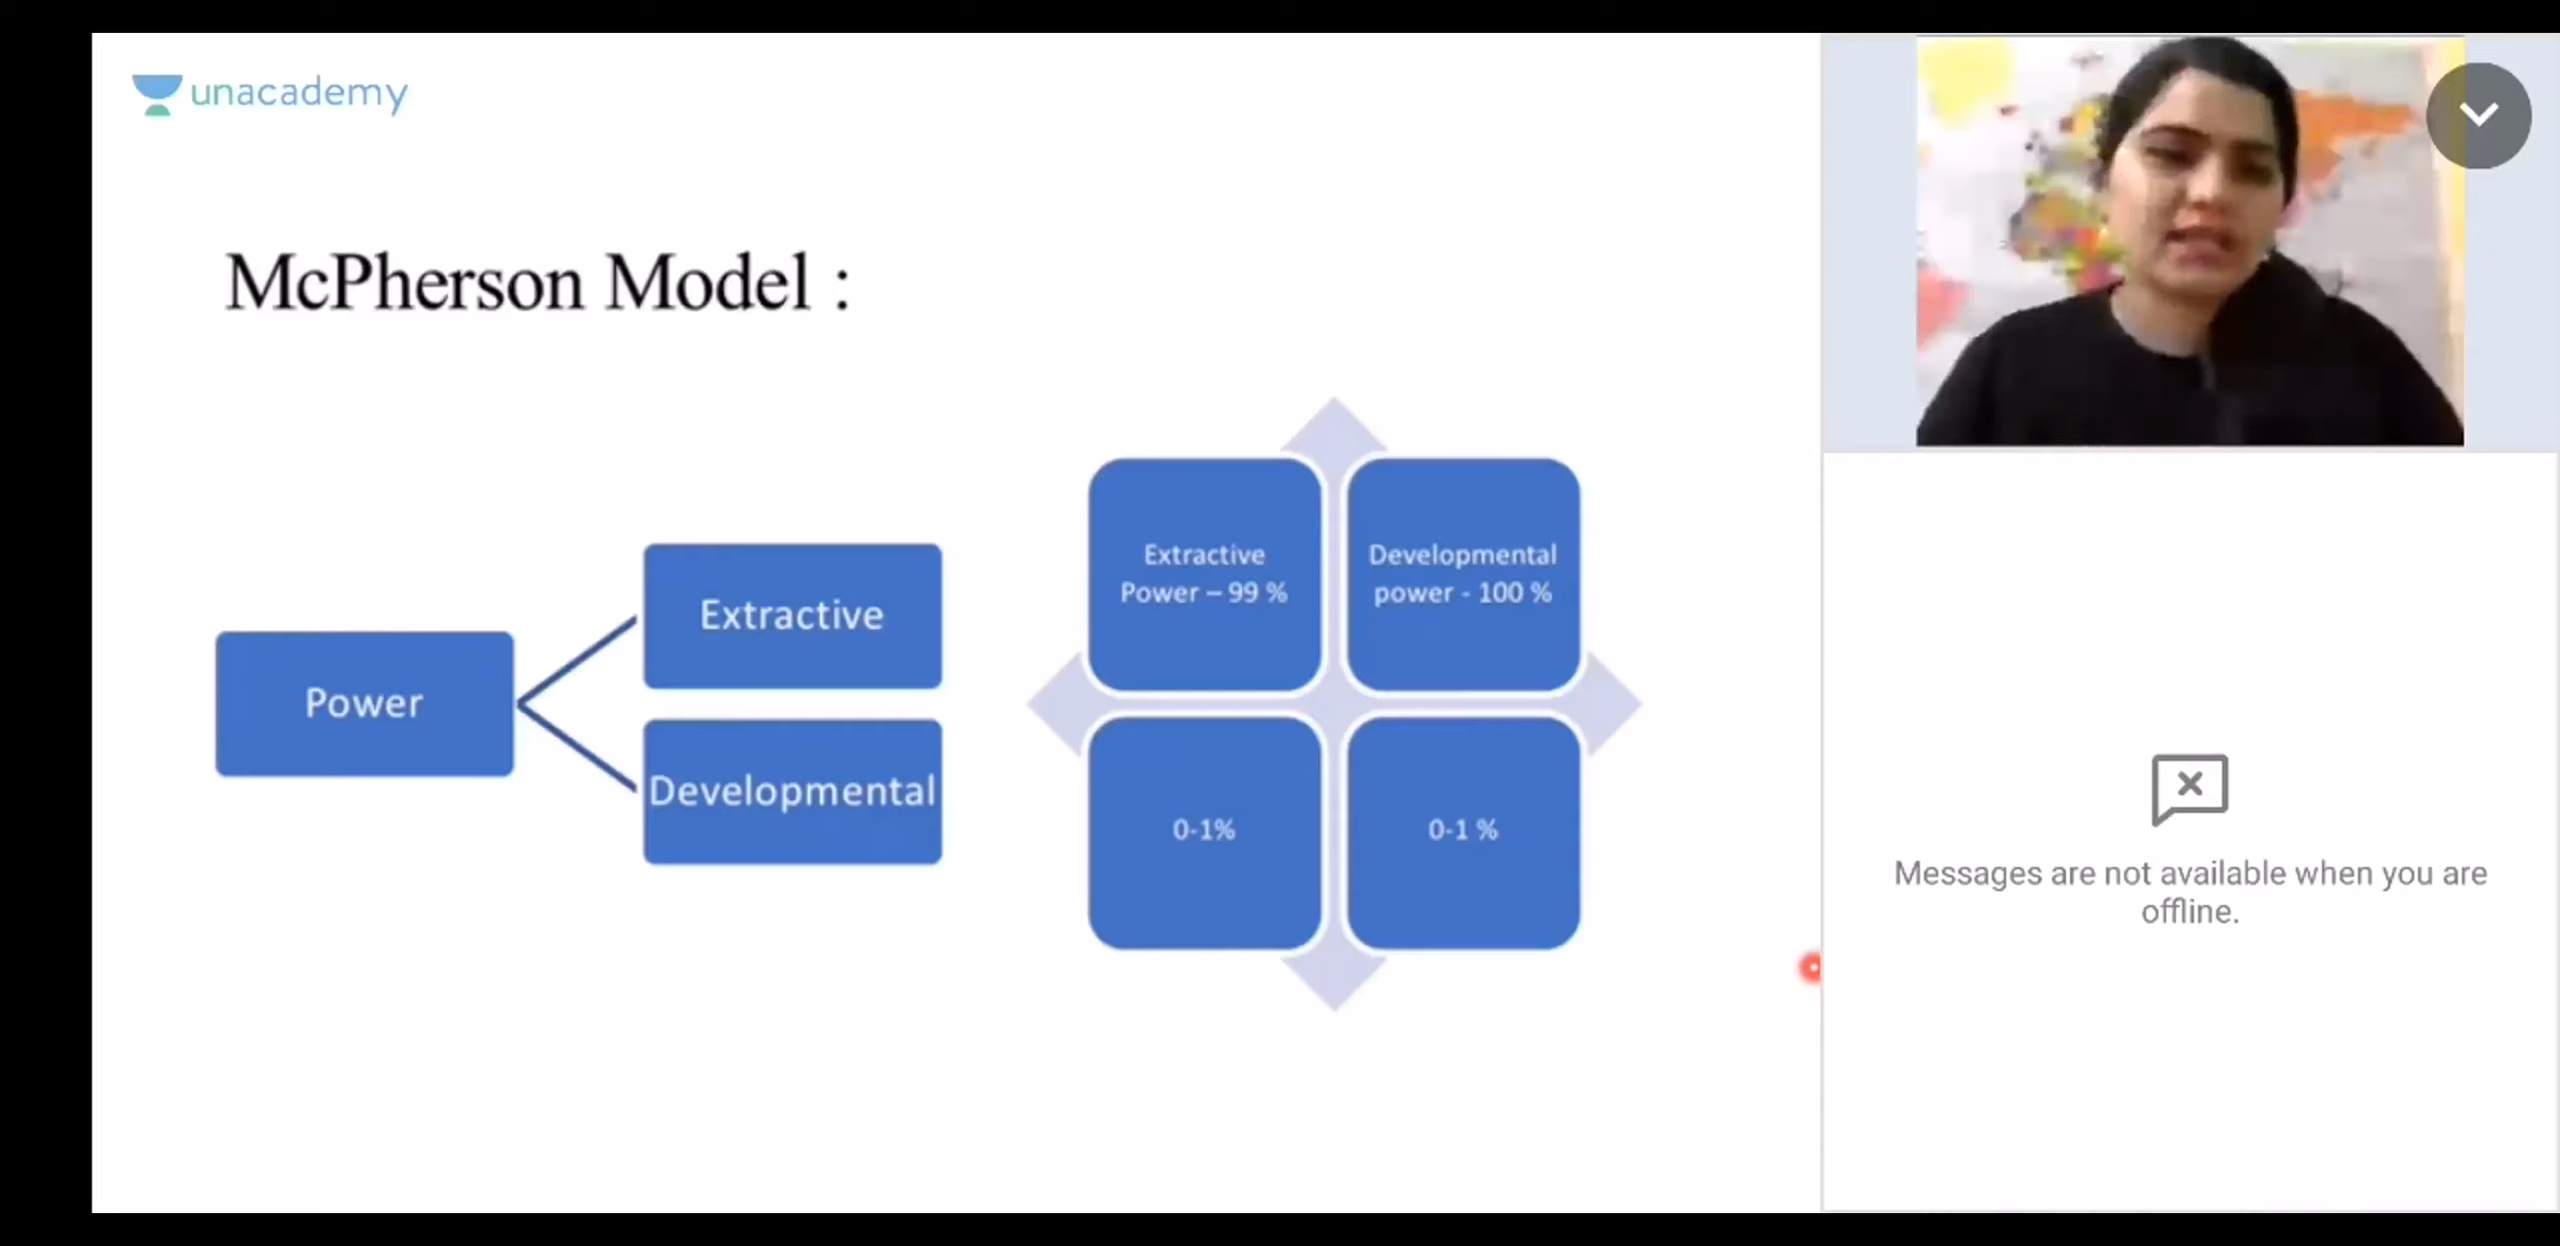 unacademy
McPherson Model :
Power
Extractive
Developmental
Extractive
Power – 99 %
Developmental
power - 100 %
0-1%
0-1 %
Messages are not available when you are
offline.